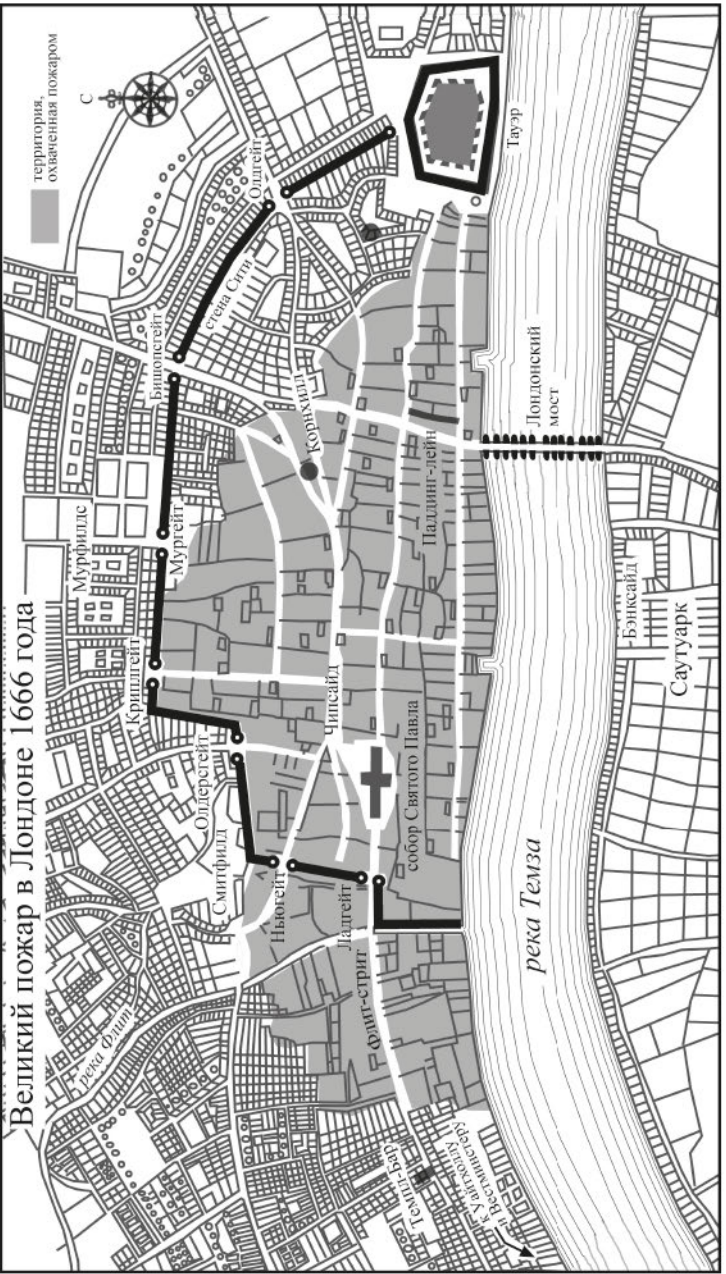 Великий пожар в Лондоне 1666 года
территория,
охваченная пожаром
С
река Флит
Смитфилд
Олдерсгейт
Криплгейт
Мурфилдс
Мургейт
Бишопсгейт
стена Сити
Олдгейт
Ньюгейт
Ладгейт
Чипсайд
Корнхилл
Флит-стрит
собор Святого Павла
Паддинг-лейн
Тауэр
Темпл-Бар
к Уайтхоллу
и Вестминстеру
река Темза
Лондонский
мост
Бэнксайд
Саутуарк